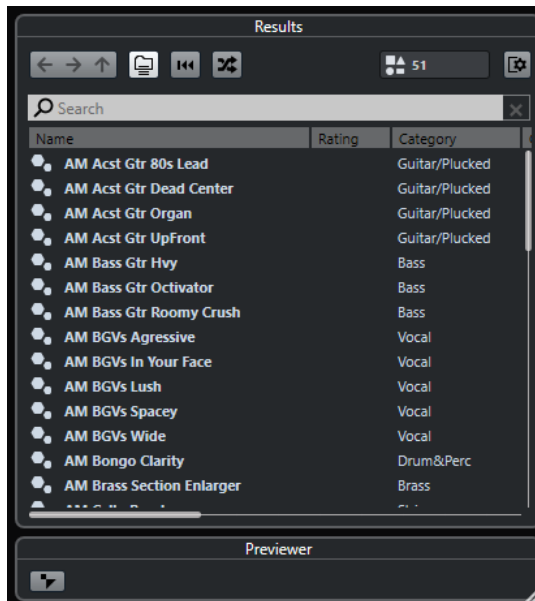 Results
51
Search
Name Rating Category
AM Acst Gtr 80s Lead Guitar/Plucked
AM Acst Gtr Dead Center Guitar/Plucked
AM Acst Gtr Organ Guitar/Plucked
AM Acst Gtr UpFront Guitar/Plucked
AM Bass Gtr Hvy Bass
AM Bass Gtr Octivator Bass
AM Bass Gtr Roomy Crush Bass
AM BGVs Agressive Vocal
AM BGVs In Your Face Vocal
AM BGVs Lush Vocal
AM BGVs Spacey Vocal
AM BGVs Wide Vocal
AM Bongo Clarity Drum&Perc
AM Brass Section Enlarger Brass
Previewer